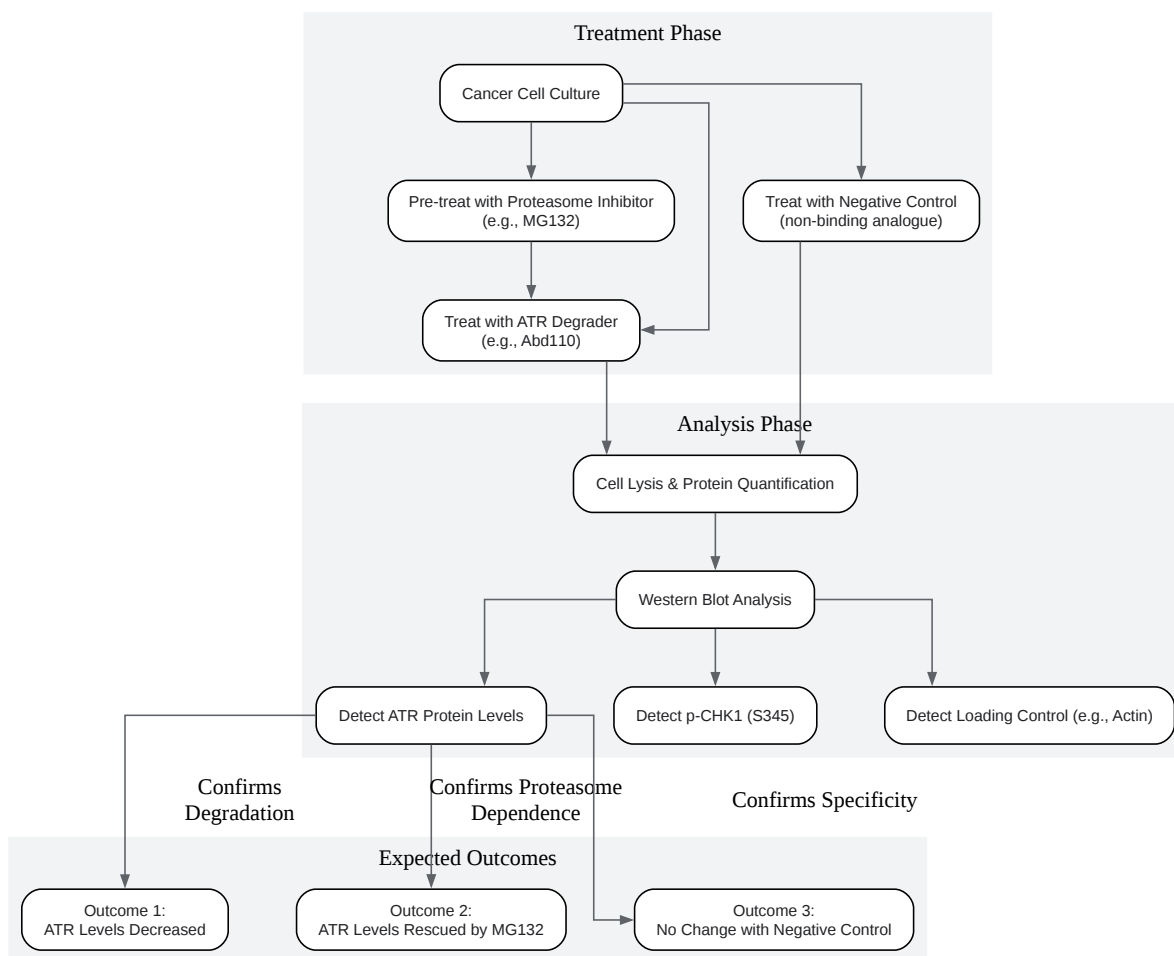 Treatment Phase
Cancer Cell Culture
Pre-treat with Proteasome Inhibitor
(e.g., MG132)
Treat with Negative Control
(non-binding analogue)
Treat with ATR Degrader
(e.g., Abd110)
Analysis Phase
Cell Lysis & Protein Quantification
Western Blot Analysis
Detect ATR Protein Levels
Detect p-CHK1 (S345)
Detect Loading Control (e.g., Actin)
Confirms
Degradation
Confirms Proteasome
Dependence
Confirms Specificity
Expected Outcomes
Outcome 1:
ATR Levels Decreased
Outcome 2:
ATR Levels Rescued by MG132
Outcome 3:
No Change with Negative Control